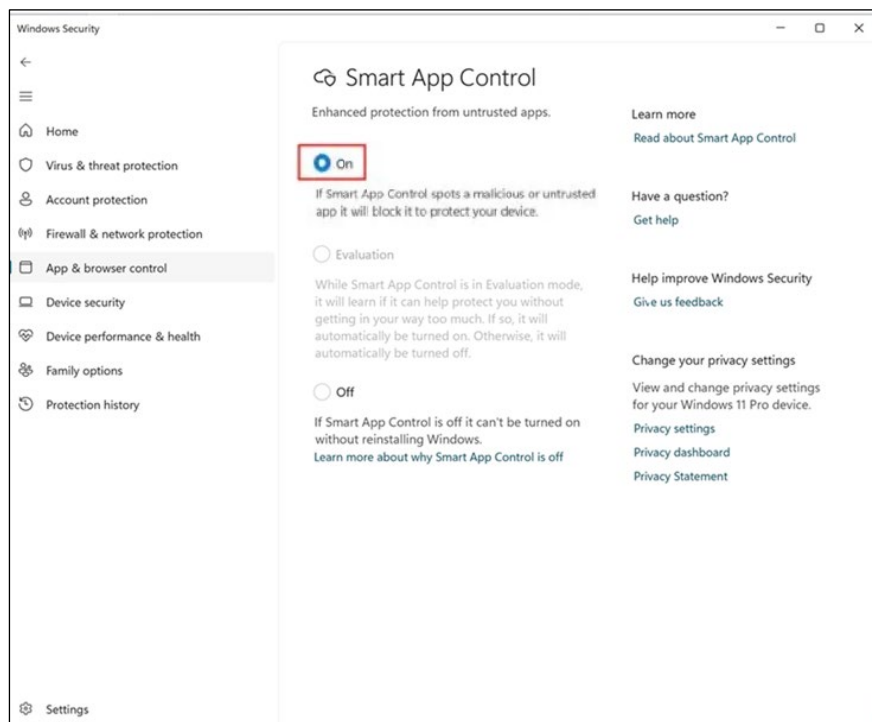 Windows Security
Home
Virus & threat protection
Account protection
Firewall & network protection
App & browser control
Device security
Device performance & health
Family options
Protection history
Settings
Smart App Control
Enhanced protection from untrusted apps.
On
If Smart App Control spots a malicious or untrusted
app it will block it to protect your device.
Evaluation
While Smart App Control is in Evaluation mode,
it will learn if it can help protect you without
getting in your way too much. If so, it will
automatically be turned on. Otherwise, it will
automatically be turned off.
Off
If Smart App Control is off it can't be turned on
without reinstalling Windows.
Learn more about why Smart App Control is off
Learn more
Read about Smart App Control
Have a question?
Get help
Help improve Windows Security
Give us feedback
Change your privacy settings
View and change privacy settings
for your Windows 11 Pro device.
Privacy settings
Privacy dashboard
Privacy Statement